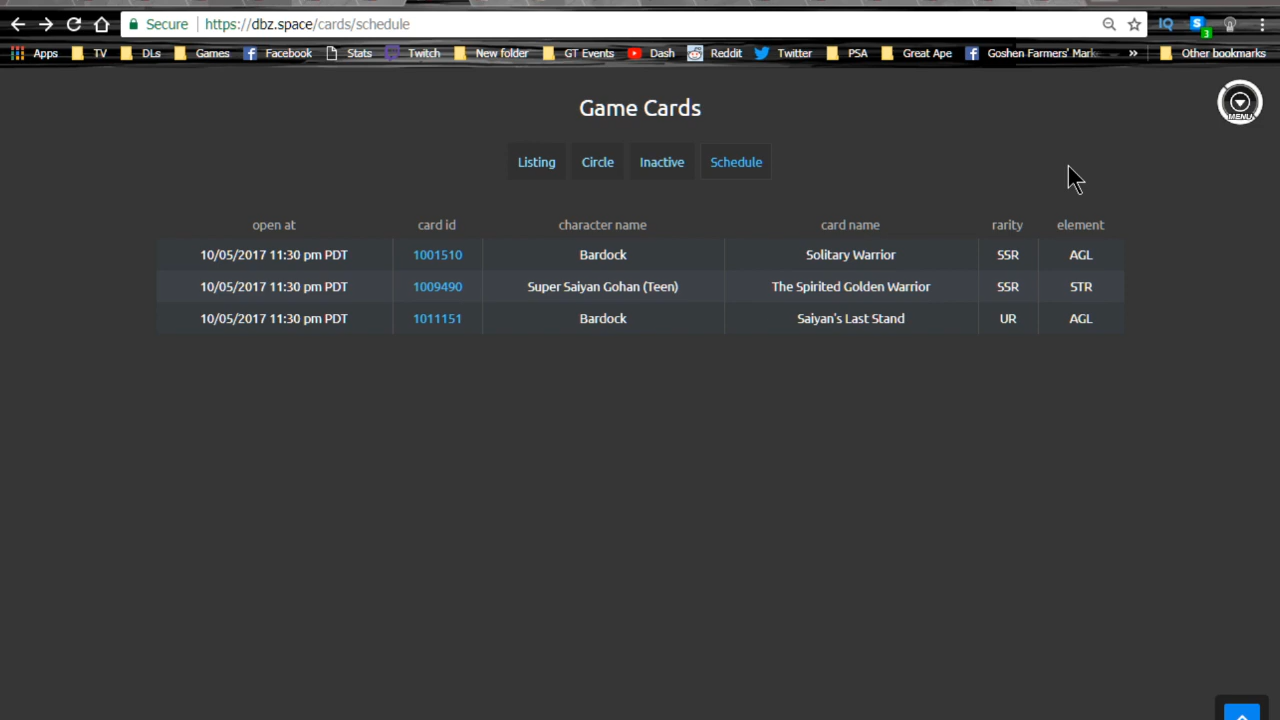 Secure https://dbz.space/cards/schedule
3
Apps TV DLs Games Facebook Stats Twitch New folder GT Events Dash Reddit Twitter PSA Great Ape Goshen Farmers' Mark » Other bookmarks
Game Cards
MENU
Listing Circle Inactive Schedule
open at card id character name card name rarity element
10/05/2017 11:30 pm PDT 1001510 Bardock Solitary Warrior SSR AGL
10/05/2017 11:30 pm PDT 1009490 Super Saiyan Gohan (Teen) The Spirited Golden Warrior SSR STR
10/05/2017 11:30 pm PDT 1011151 Bardock Saiyan's Last Stand UR AGL